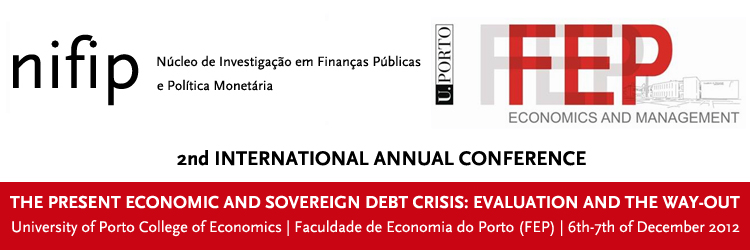 nifip
Núcleo de Investigação em Finanças Públicas
e Política Monetária
U.PORTO
FEP
ECONOMICS AND MANAGEMENT
2nd INTERNATIONAL ANNUAL CONFERENCE
THE PRESENT ECONOMIC AND SOVEREIGN DEBT CRISIS: EVALUATION AND THE WAY-OUT
University of Porto College of Economics | Faculdade de Economia do Porto (FEP) | 6th-7th of December 2012